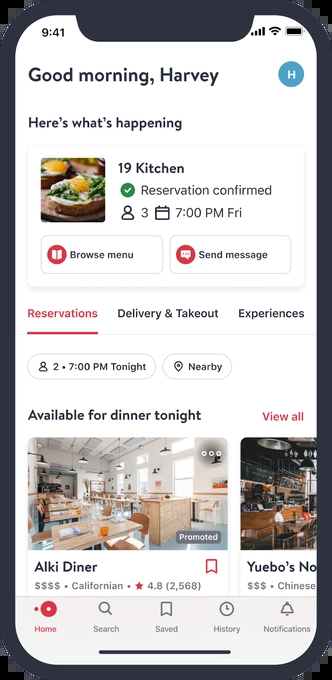 9:41
Good morning, Harvey
H
Here's what's happening
19 Kitchen
Reservation confirmed
3 7:00 PM Fri
Browse menu
Send message
Reservations Delivery & Takeout Experiences
2 • 7:00 PM Tonight Nearby
Available for dinner tonight View all
Promoted
Alki Diner
$$$$ • Californian • 4.8 (2,568)
Yuebo's No
$$$ • Chinese
Home Search Saved History Notifications